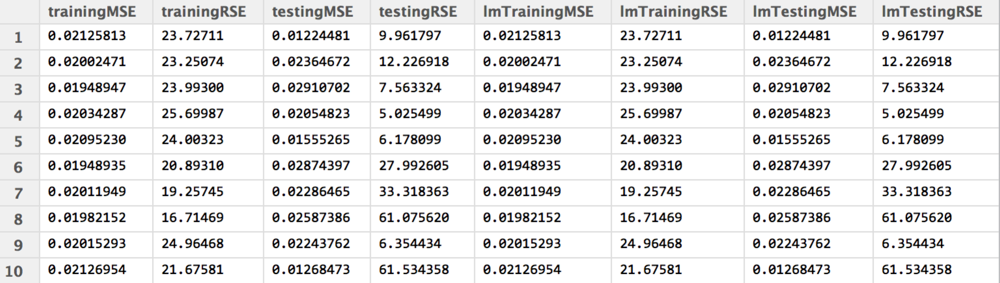 trainingMSE trainingRSE testingMSE testingRSE lmTrainingMSE lmTrainingRSE lmTestingMSE lmTestingRSE
1 0.02125813 23.72711 0.01224481 9.961797 0.02125813 23.72711 0.01224481 9.961797
2 0.02002471 23.25074 0.02364672 12.226918 0.02002471 23.25074 0.02364672 12.226918
3 0.01948947 23.99300 0.02910702 7.563324 0.01948947 23.99300 0.02910702 7.563324
4 0.02034287 25.69987 0.02054823 5.025499 0.02034287 25.69987 0.02054823 5.025499
5 0.02095230 24.00323 0.01555265 6.178099 0.02095230 24.00323 0.01555265 6.178099
6 0.01948935 20.89310 0.02874397 27.992605 0.01948935 20.89310 0.02874397 27.992605
7 0.02011949 19.25745 0.02286465 33.318363 0.02011949 19.25745 0.02286465 33.318363
8 0.01982152 16.71469 0.02587386 61.075620 0.01982152 16.71469 0.02587386 61.075620
9 0.02015293 24.96468 0.02243762 6.354434 0.02015293 24.96468 0.02243762 6.354434
10 0.02126954 21.67581 0.01268473 61.534358 0.02126954 21.67581 0.01268473 61.534358